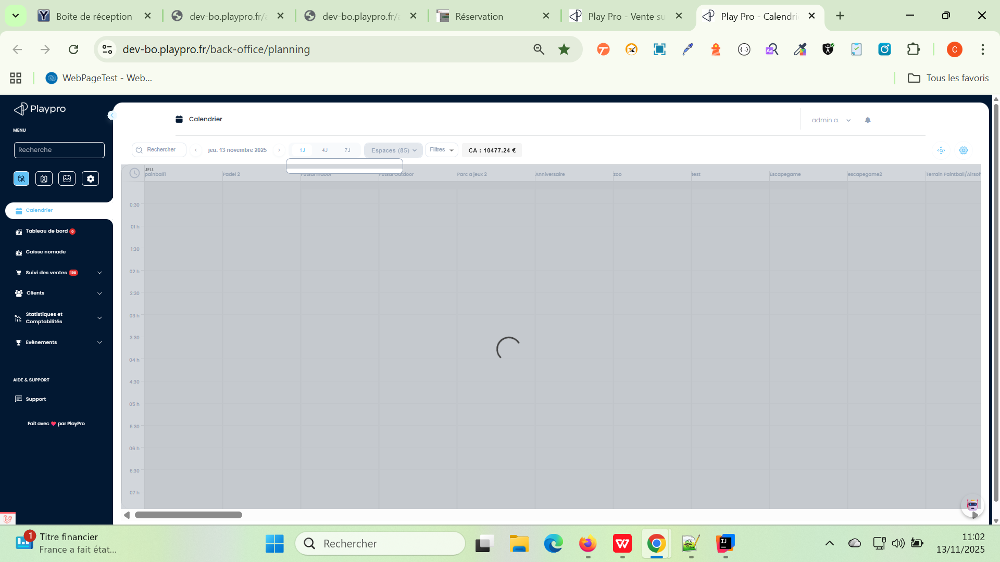 Boite de réception
dev-bo.playpro.fr/a
dev-bo.playpro.fr/a
Réservation
Play Pro - Vente su
Play Pro - Calendri
dev-bo.playpro.fr/back-office/planning
C
WebPageTest - Web...
Tous les favoris
Playpro
MENU
Recherche
Calendrier
Tableau de bord 0
Caisse nomade
Suivi des ventes 198
Clients
Statistiques et
Comptabilités
Évènements
AIDE & SUPPORT
Support
Fait avec ❤ par PlayPro
Calendrier
admin a.
Rechercher
jeu. 13 novembre 2025
1J
4J
7J
Espaces (85)
Filtres
CA : 10477.24 €
JEU.
painball1
Padel 2
Futsal Indoor
Futsal Outdoor
Parc a jeux 2
Anniversaire
zoo
test
Escapegame
escapegame2
Terrain Paintball/Airsoft
0:30
01 h
1:30
02 h
2:30
03 h
3:30
04 h
4:30
05 h
5:30
06 h
6:30
07 h
1
Titre financier
France a fait état...
Rechercher
11:02
13/11/2025